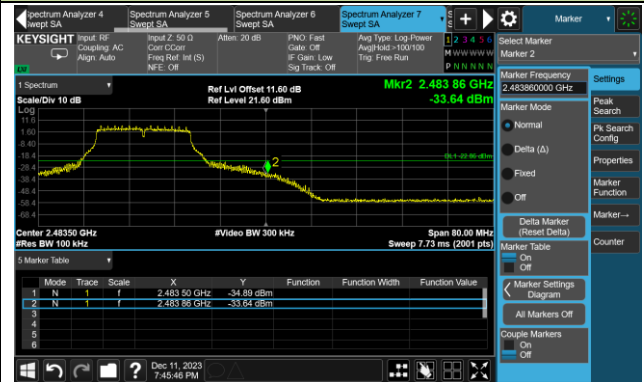 Spectrum Analyzer 4
Swept SA
Spectrum Analyzer 5
Swept SA
Spectrum Analyzer 6
Swept SA
Spectrum Analyzer 7
Swept SA
Marker
KEYSIGHT
Input: RF
Coupling: AC
Align: Auto
Input Z: 50 Ω
Corr CCorr
Freq Ref: Int (S)
NFE: Off
Atten: 20 dB
PNO: Fast
Gate: Off
IF Gain: Low
Sig Track: Off
Avg Type: Log-Power
Avg|Hold:>100/100
Trig: Free Run
1 2 3 4 5 6
M W W W W W
P N N N N N
Select Marker
Marker 2
1 Spectrum
Scale/Div 10 dB
Log
Ref Lvl Offset 11.60 dB
Ref Level 21.60 dBm
Mkr2 2.483 86 GHz
-33.64 dBm
11.6
1.60
-8.40
-18.4
-28.4
-38.4
-48.4
-58.4
-68.4
2
DL1 -22.86 dBm
Center 2.48350 GHz
#Res BW 100 kHz
#Video BW 300 kHz
Span 80.00 MHz
Sweep 7.73 ms (2001 pts)
5 Marker Table
Mode Trace Scale X Y Function Function Width Function Value
1 N 1 f 2.483 50 GHz -34.89 dBm
2 N 1 f 2.483 86 GHz -33.64 dBm
3
4
5
6
Marker Frequency
2.483860000 GHz
Marker Mode
Normal
Delta (Δ)
Fixed
Off
Delta Marker
(Reset Delta)
Marker Table
On
Off
Marker Settings
Diagram
All Markers Off
Couple Markers
On
Off
Settings
Peak
Search
Pk Search
Config
Properties
Marker
Function
Marker→
Counter
?
Dec 11, 2023
7:45:46 PM